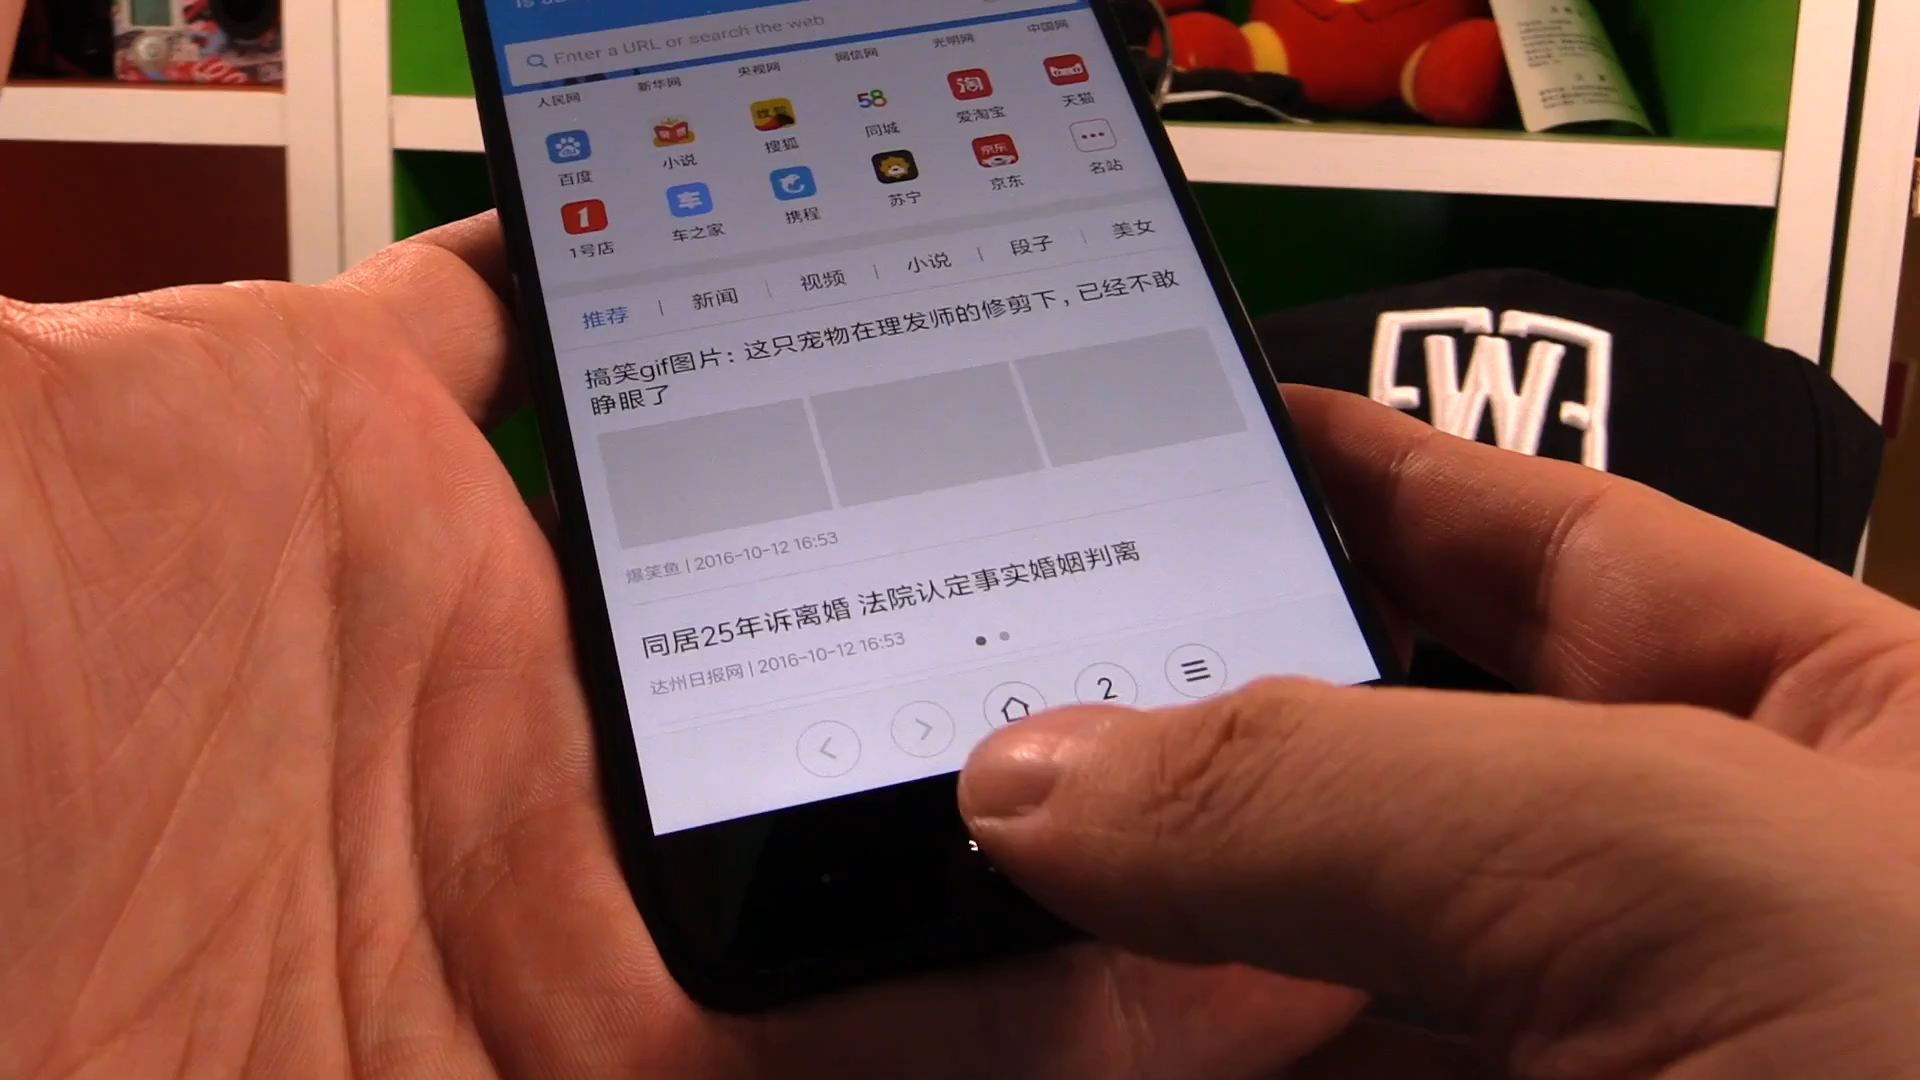 Enter a URL or search the web
人民网 新华网 央视网 网信网 光明网 中国网
百度 小说 搜狐 58 同城 淘 爱淘宝 天猫
1 1号店 车 车之家 携程 苏宁 京东 京东 名站
推荐 | 新闻 | 视频 | 小说 | 段子 | 美女
搞笑gif图片：这只宠物在理发师的修剪下，已经不敢
睁眼了
爆笑鱼 | 2016-10-12 16:53
同居25年诉离婚 法院认定事实婚姻判离
达州日报网 | 2016-10-12 16:53
2
W